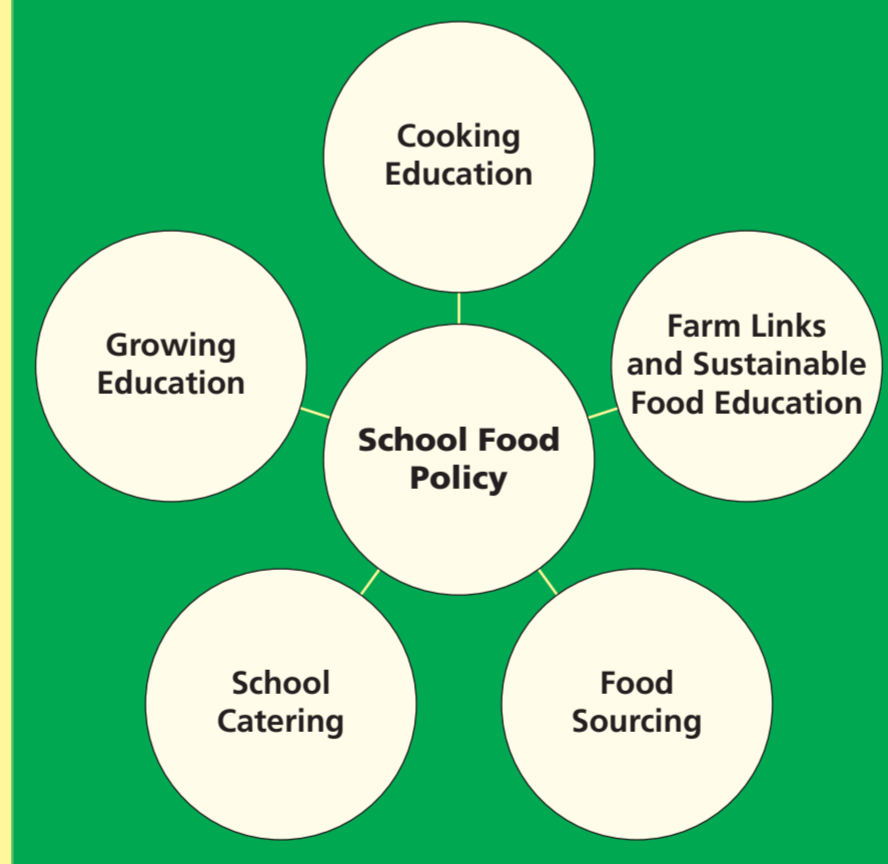 Cooking
Education
Growing
Education
Farm Links
and Sustainable
Food Education
School Food
Policy
School
Catering
Food
Sourcing